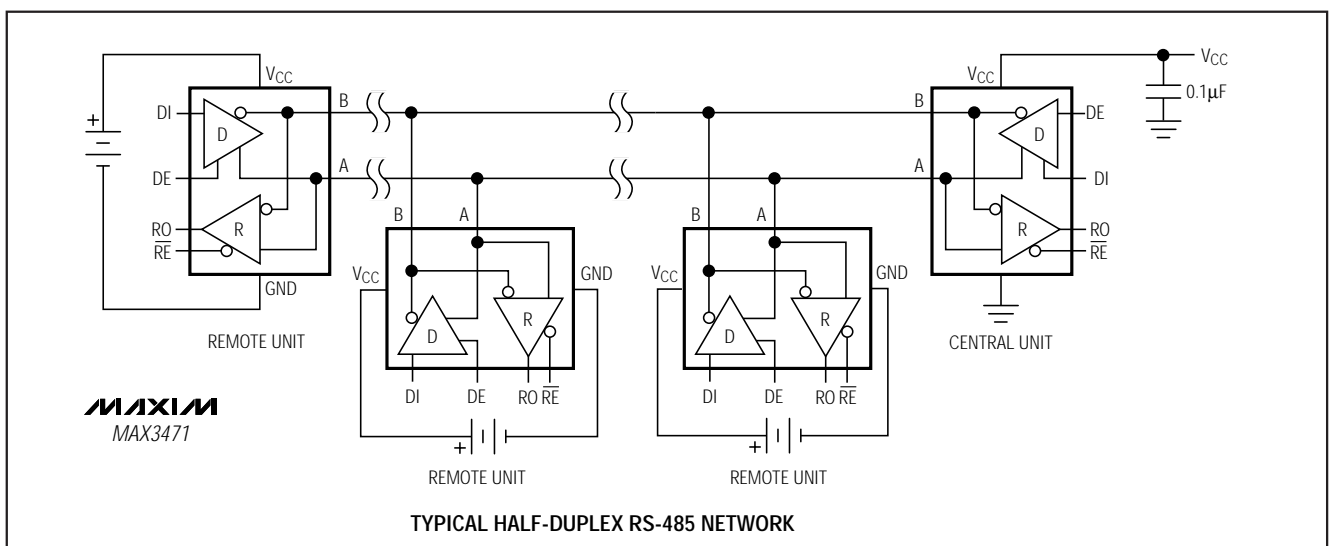 VCC
DI
B
D
DE
A
RO
R
RE
GND
+
REMOTE UNIT
B
A
VCC
GND
D
R
DI
DE
RO
RE
+
REMOTE UNIT
B
A
VCC
GND
D
R
DI
DE
RO
RE
+
REMOTE UNIT
VCC
VCC
0.1µF
B
DE
D
A
DI
R
RO
RE
CENTRAL UNIT
MAXIM
MAX3471
TYPICAL HALF-DUPLEX RS-485 NETWORK